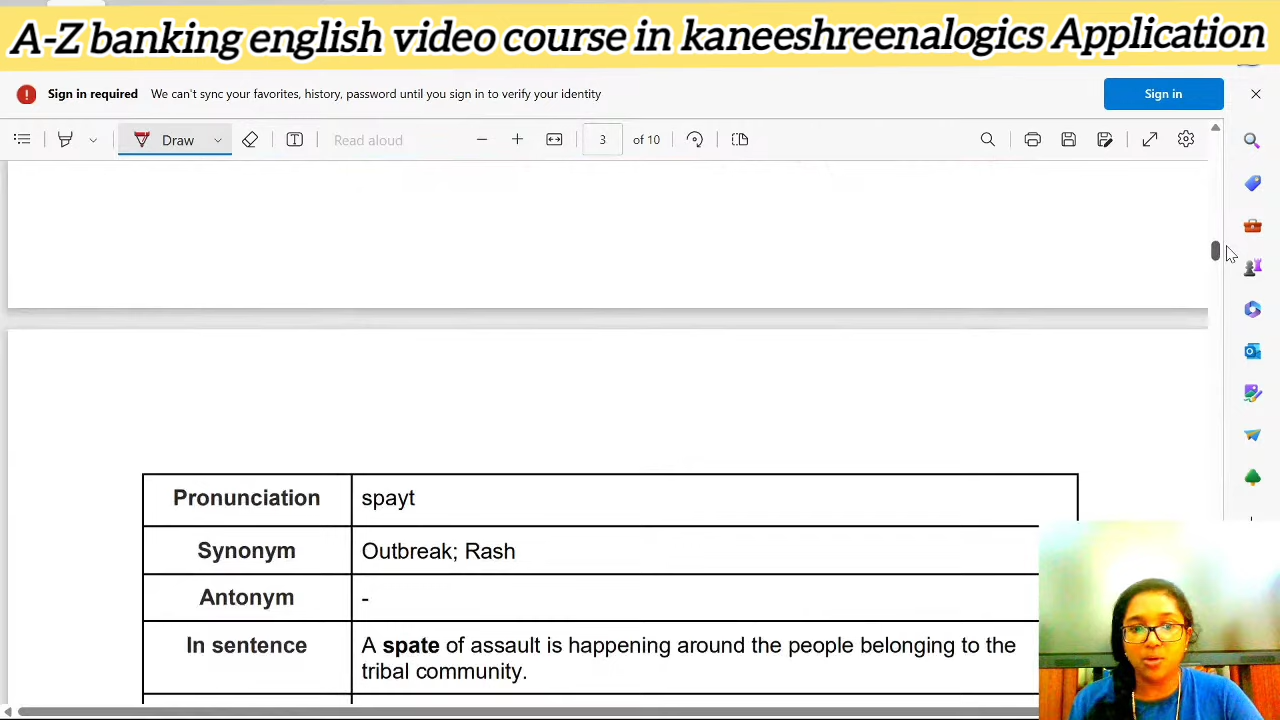 A-Z banking english video course in kaneeshreenalogics Application
Sign in required We can't sync your favorites, history, password until you sign in to verify your identity
Sign in
Draw
Read aloud
3 of 10
Pronunciation spayt
Synonym Outbreak; Rash
Antonym -
In sentence A spate of assault is happening around the people belonging to the
tribal community.